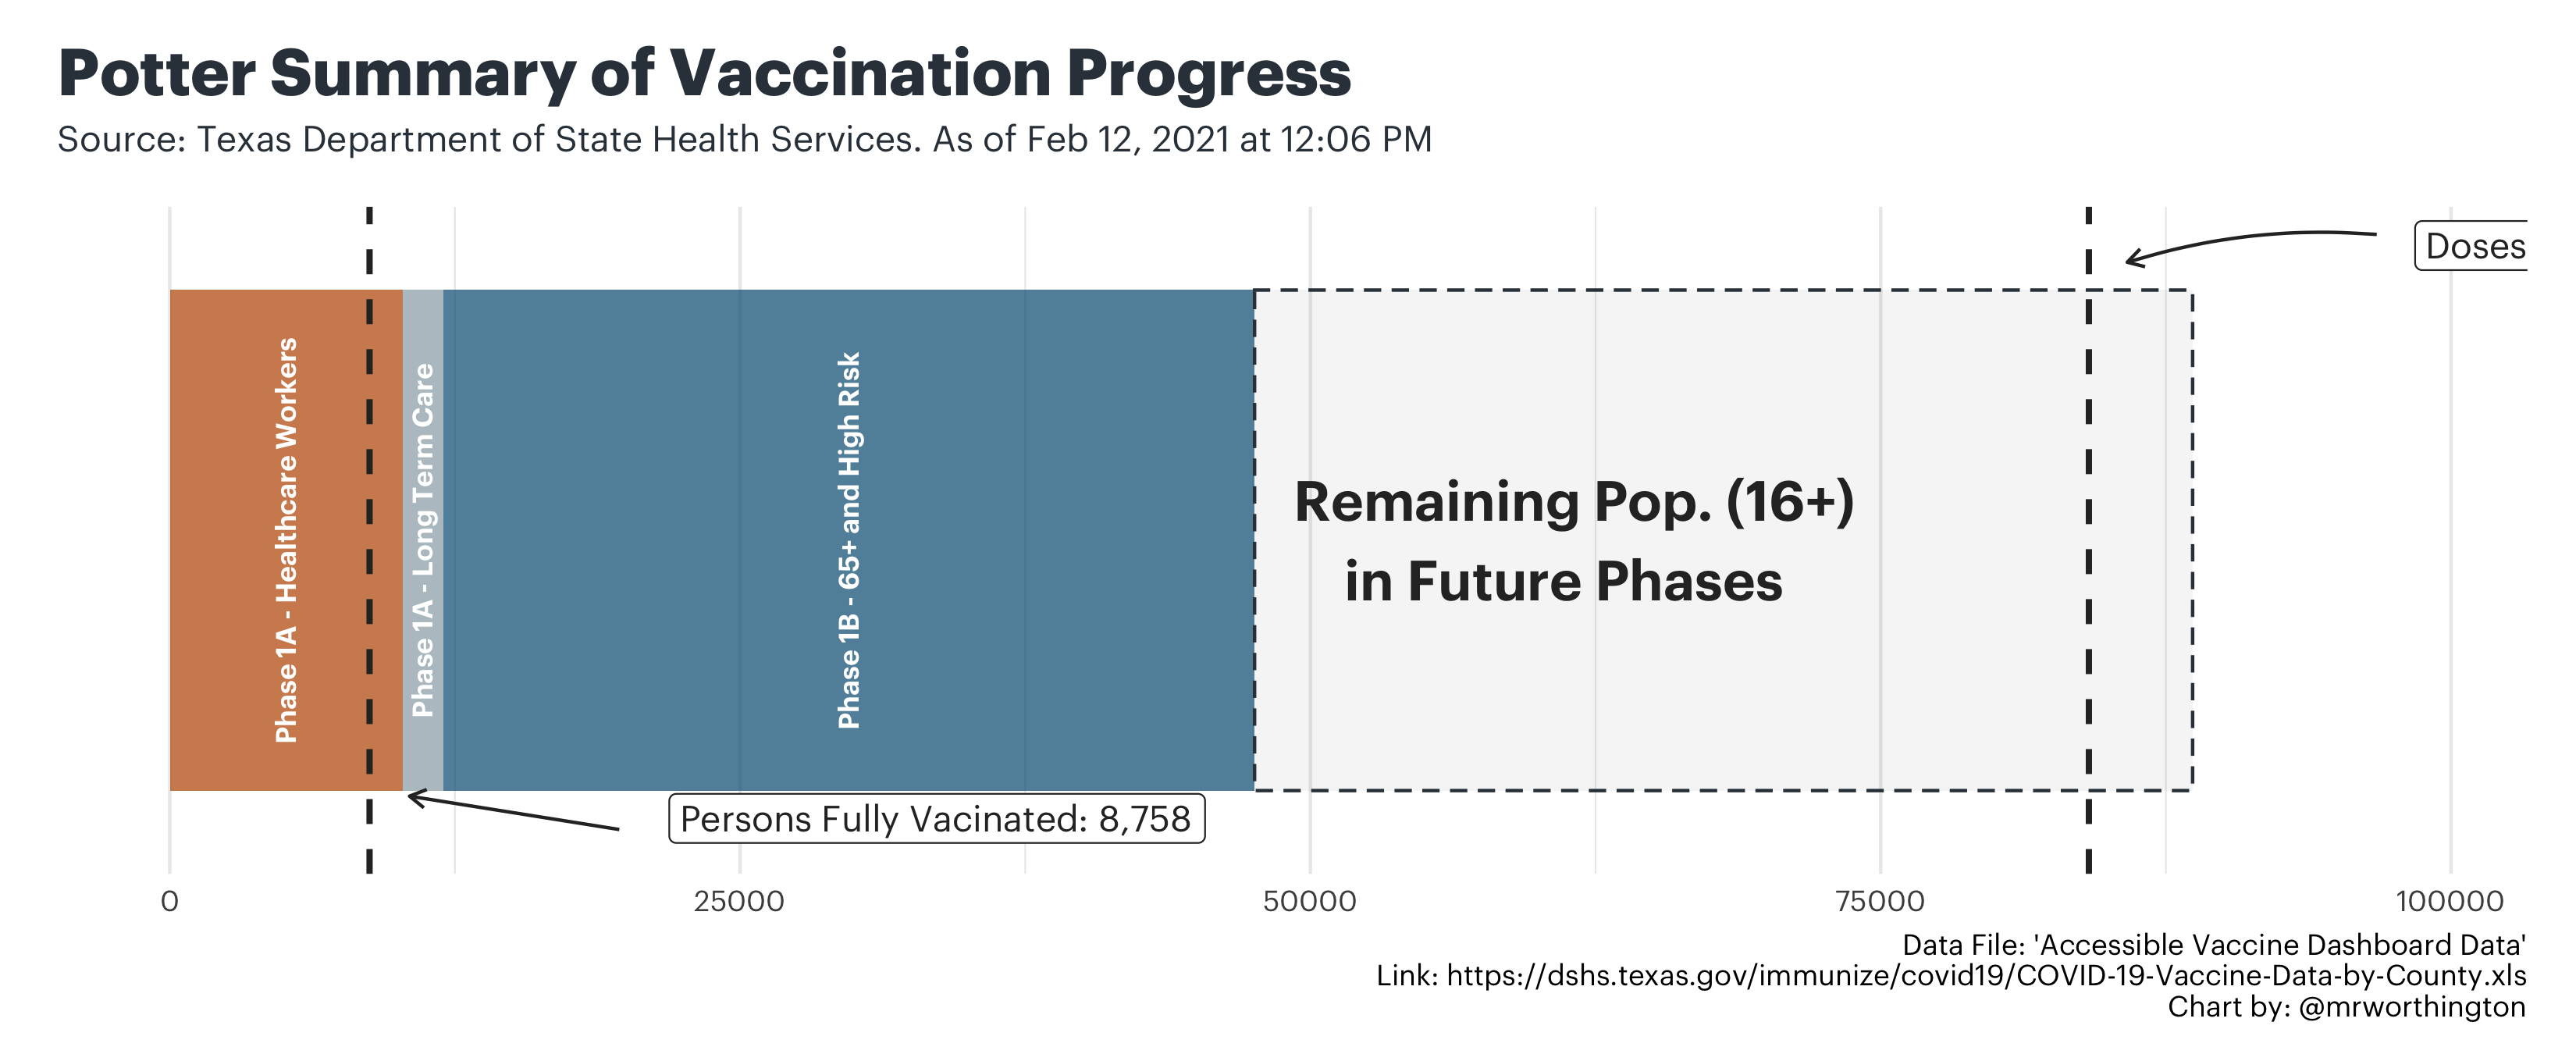 Potter Summary of Vaccination Progress
Source: Texas Department of State Health Services. As of Feb 12, 2021 at 12:06 PM
Doses
Phase 1A - Healthcare Workers
Phase 1A - Long Term Care
Phase 1B - 65+ and High Risk
Remaining Pop. (16+)
in Future Phases
Persons Fully Vacinated: 8,758
0 25000 50000 75000 100000
Data File: 'Accessible Vaccine Dashboard Data'
Link: https://dshs.texas.gov/immunize/covid19/COVID-19-Vaccine-Data-by-County.xls
Chart by: @mrworthington